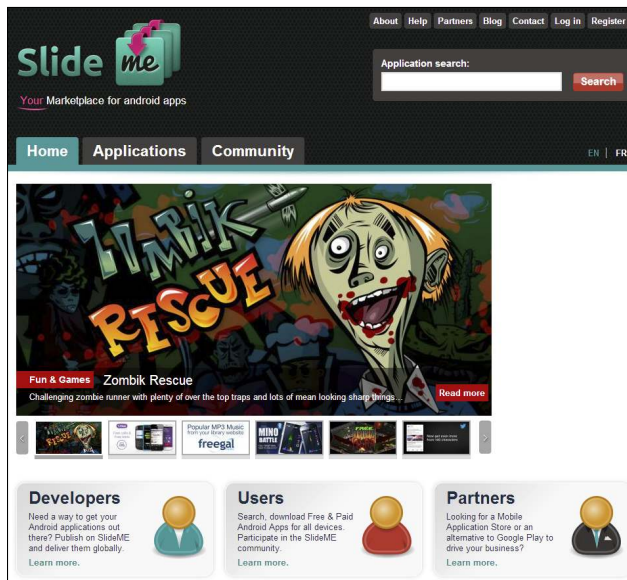 About Help Partners Blog Contact Log in Register
Slide me
Your Marketplace for android apps
Application search:
Search
Home Applications Community
EN | FR
ZOMBIK
RESCUE
Fun & Games Zombik Rescue
Challenging zombie runner with plenty of over the top traps and lots of mean looking sharp things...
Read more
RESCUE
Popular MP3 Music
from your library website
freegal
MINO
BATTLE
FREE
Developers
Need a way to get your
Android applications out
there? Publish on SlideME
and deliver them globally.
Learn more.
Users
Search, download Free & Paid
Android Apps for all devices.
Participate in the SlideME
community.
Learn more.
Partners
Looking for a Mobile
Application Store or an
alternative to Google Play to
drive your business?
Learn more.